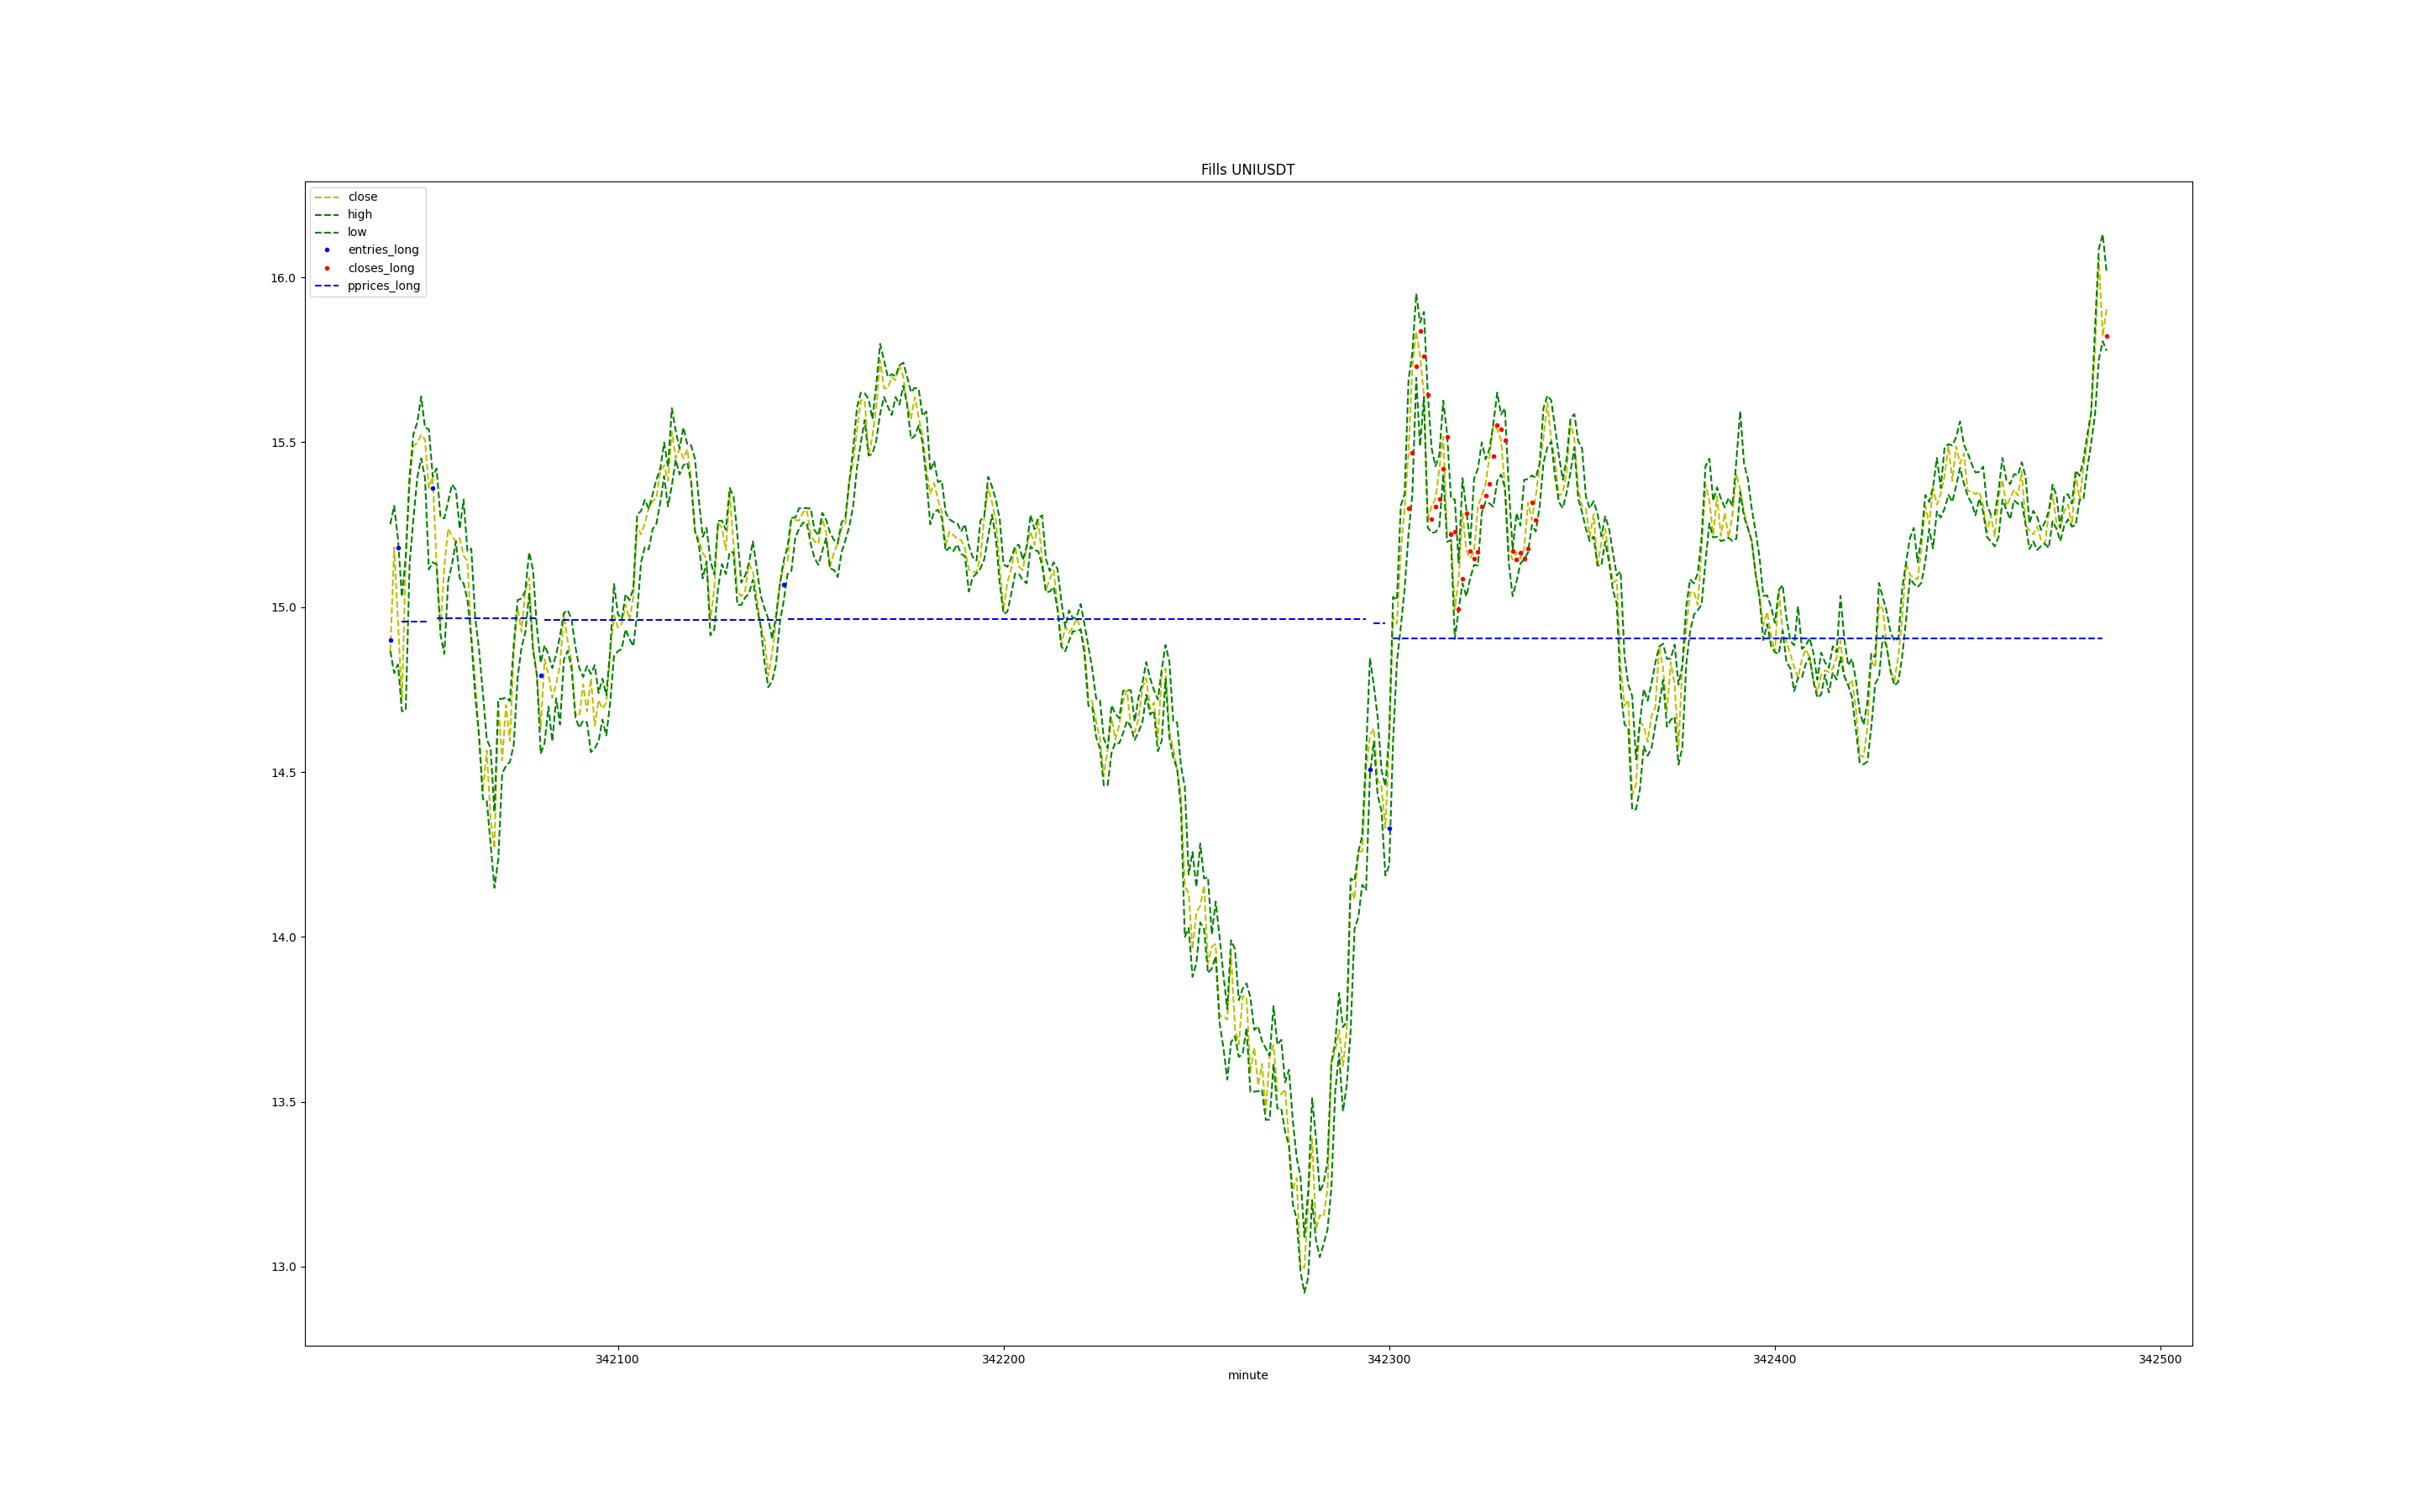 Fills UNIUSDT
close
high
low
entries_long
closes_long
pprices_long
16.0
15.5
15.0
14.5
14.0
13.5
13.0
342100 342200 342300 342400 342500
minute